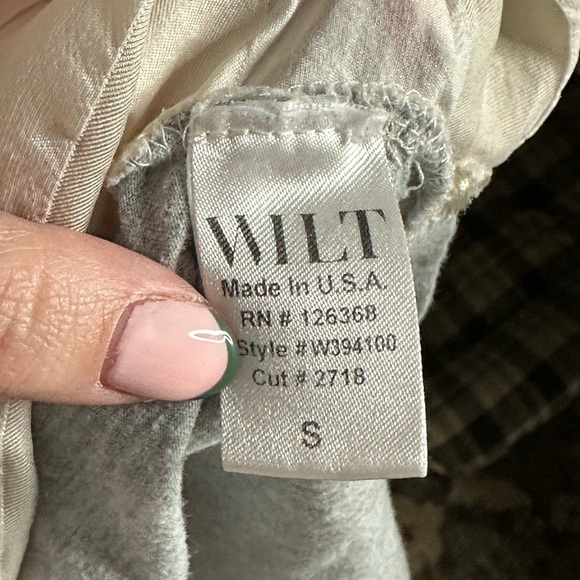 WILT
Made In U.S.A.
RN # 126368
Style # W394100
Cut # 2718
S